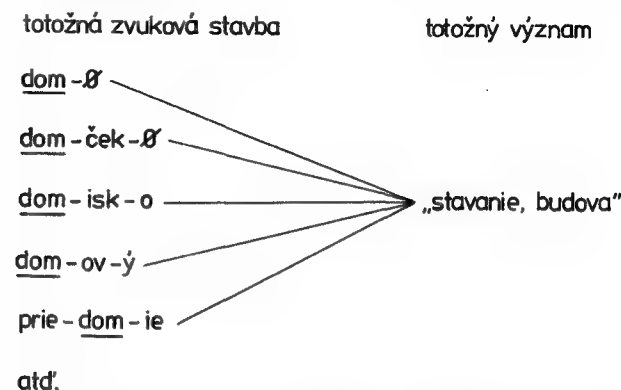 totožná zvuková stavba totožný význam
dom-Ø
dom-ček-Ø
dom-isk-o „stavanie, budova”
dom-ov-ý
prie-dom-ie
atď.